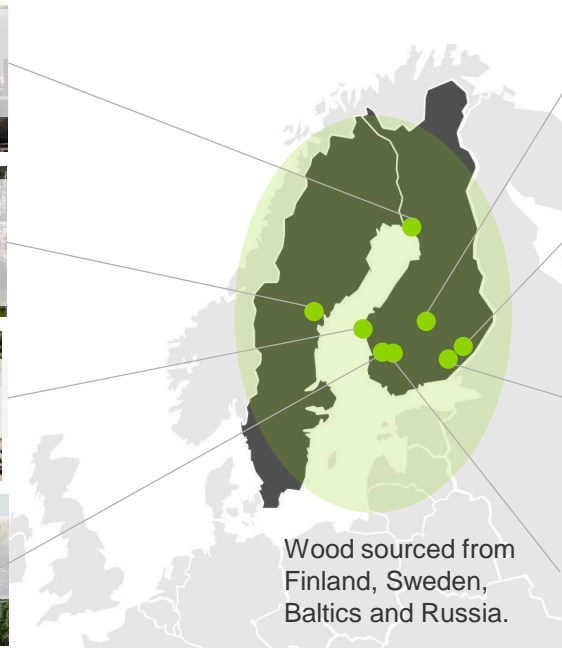 Wood sourced from
Finland, Sweden,
Baltics and Russia.